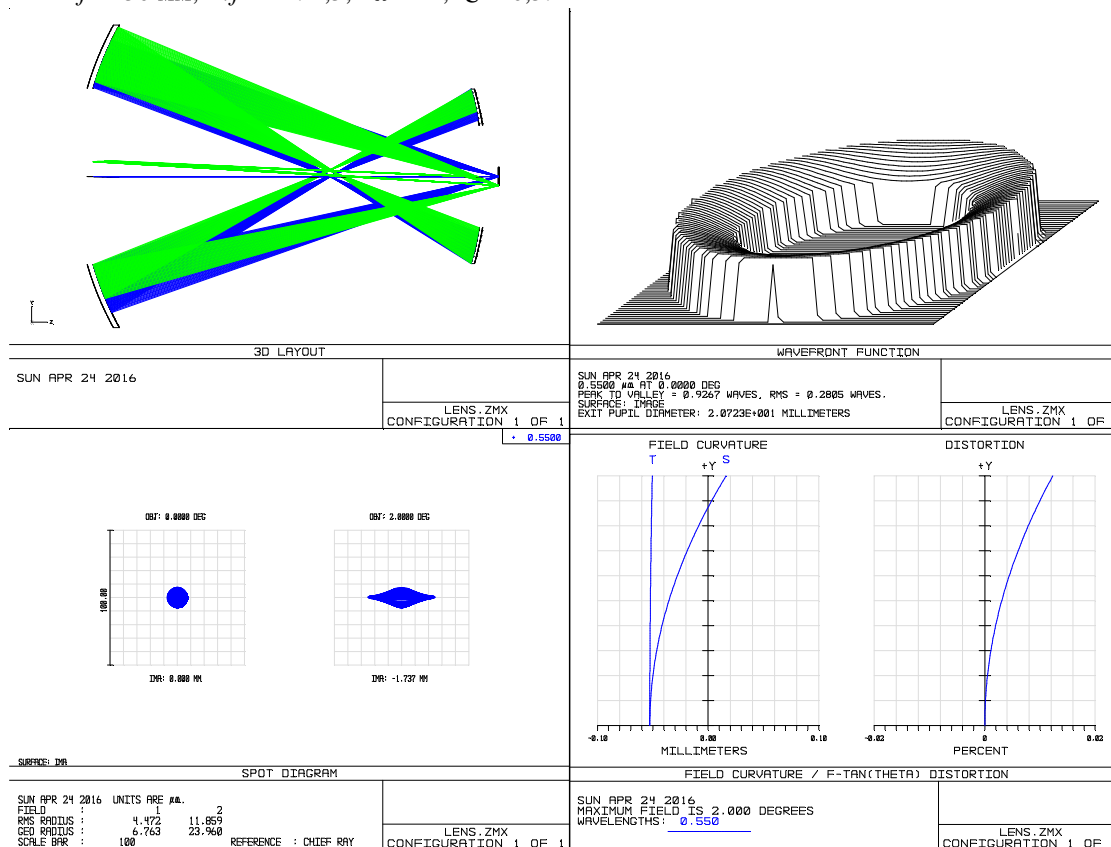 3D LAYOUT
SUN APR 24 2016
LENS.ZMX
CONFIGURATION 1 OF 1
Y
Z
WAVEFRONT FUNCTION
SUN APR 24 2016
0.5500 µm AT 0.0000 DEG
PEAK TO VALLEY = 0.9267 WAVES, RMS = 0.2805 WAVES.
SURFACE: IMAGE
EXIT PUPIL DIAMETER: 2.0723E+001 MILLIMETERS
LENS.ZMX
CONFIGURATION 1 OF
+ 0.5500
OBJ: 0.0000 DEG
OBJ: 2.0000 DEG
100.00
IMA: 0.000 MM
IMA: -1.737 MM
SURFACE: IMA
SPOT DIAGRAM
SUN APR 24 2016 UNITS ARE µm.
FIELD : 1 2
RMS RADIUS : 4.472 11.859
GEO RADIUS : 6.763 23.960
SCALE BAR : 100 REFERENCE : CHIEF RAY
LENS.ZMX
CONFIGURATION 1 OF 1
FIELD CURVATURE
T S
+Y
-0.10 0.00 0.10
MILLIMETERS
DISTORTION
+Y
-0.02 0 0.02
PERCENT
FIELD CURVATURE / F-TAN(THETA) DISTORTION
SUN APR 24 2016
MAXIMUM FIELD IS 2.000 DEGREES
WAVELENGTHS: 0.550
LENS.ZMX
CONFIGURATION 1 OF